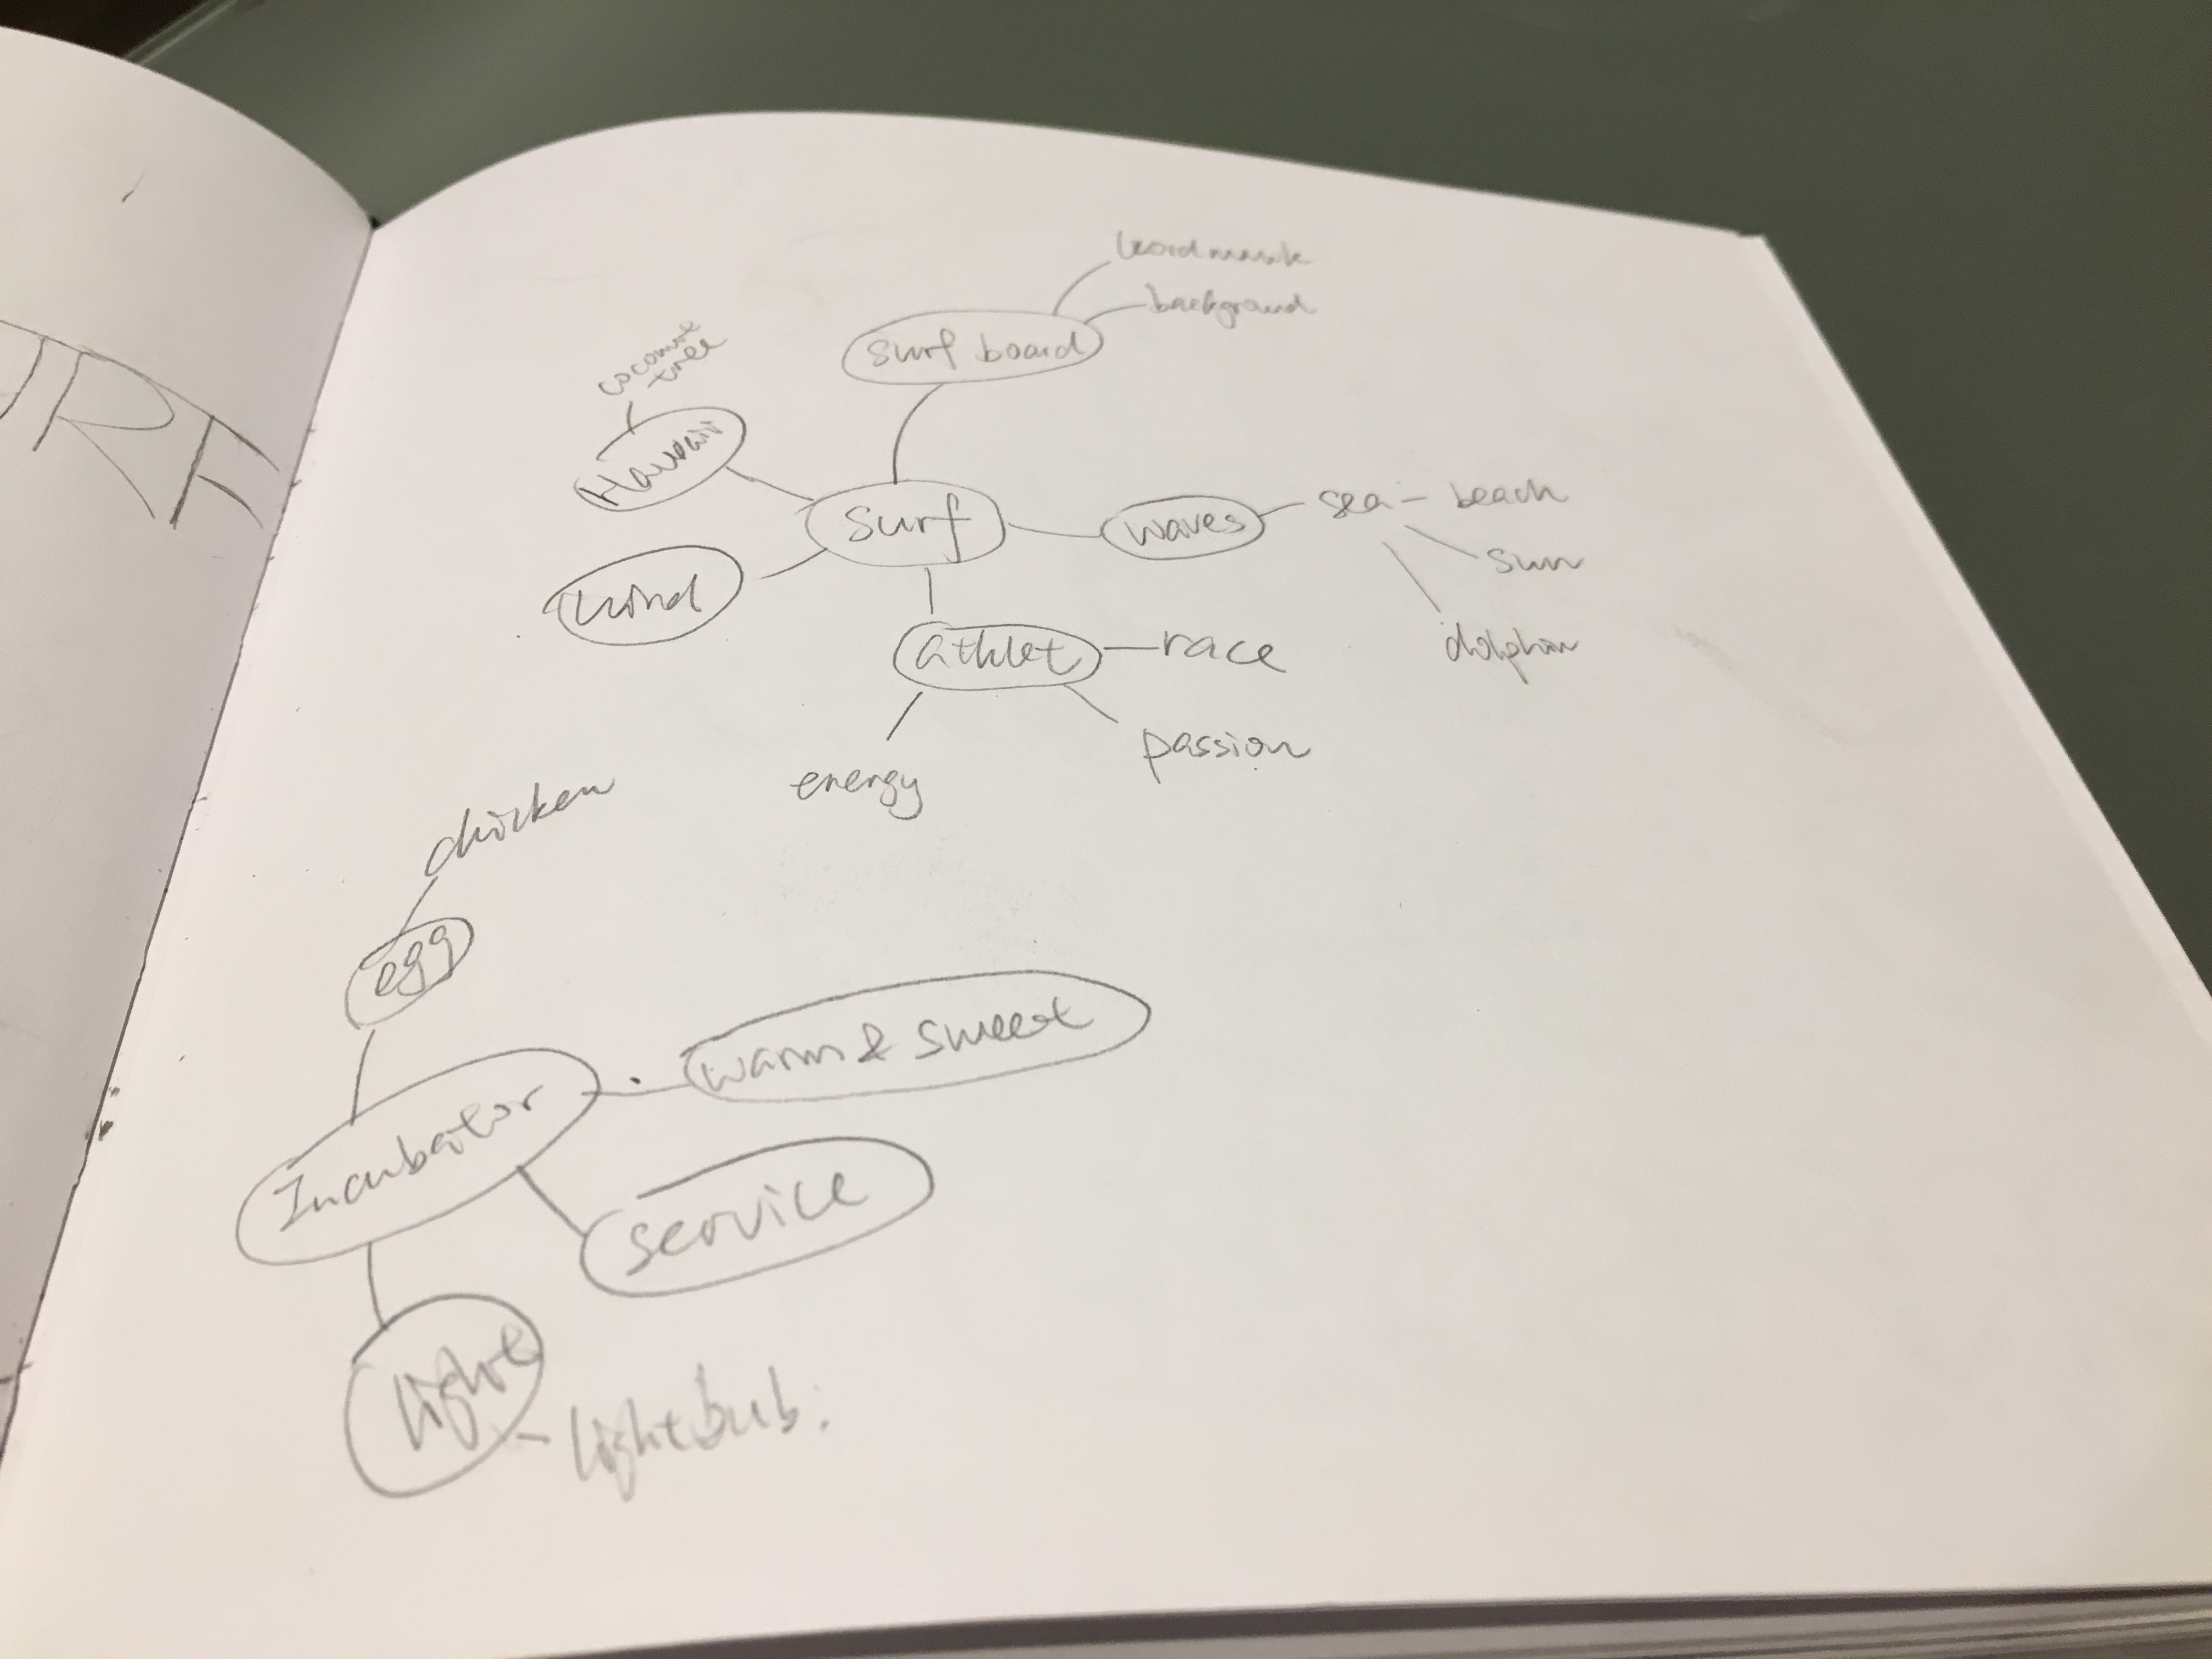 URF
wordmark
background
surf board
coconut
tree
Hawaii
surf
waves
sea - beach
sun
dolphin
wind
athlet
race
passion
energy
chicken
egg
warm & sweet
Incubator
service
light
lightbub.